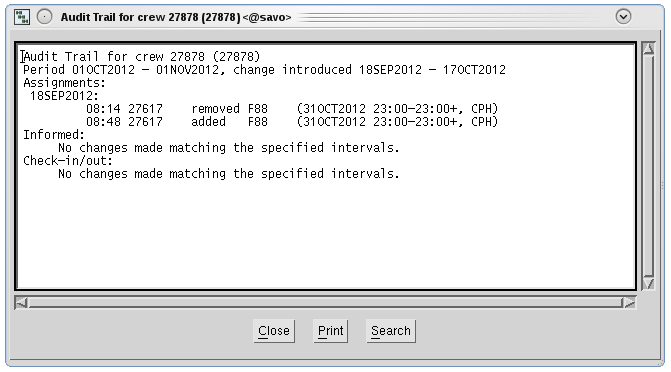 Audit Trail for crew 27878 (27878) <@savo>
Audit Trail for crew 27878 (27878)
Period 01OCT2012 – 01NOV2012, change introduced 18SEP2012 – 17OCT2012
Assignments:
18SEP2012:
08:14 27617 removed F88 (31OCT2012 23:00–23:00+, CPH)
08:48 27617 added F88 (31OCT2012 23:00–23:00+, CPH)
Informed:
No changes made matching the specified intervals.
Check–in/out:
No changes made matching the specified intervals.
Close Print Search